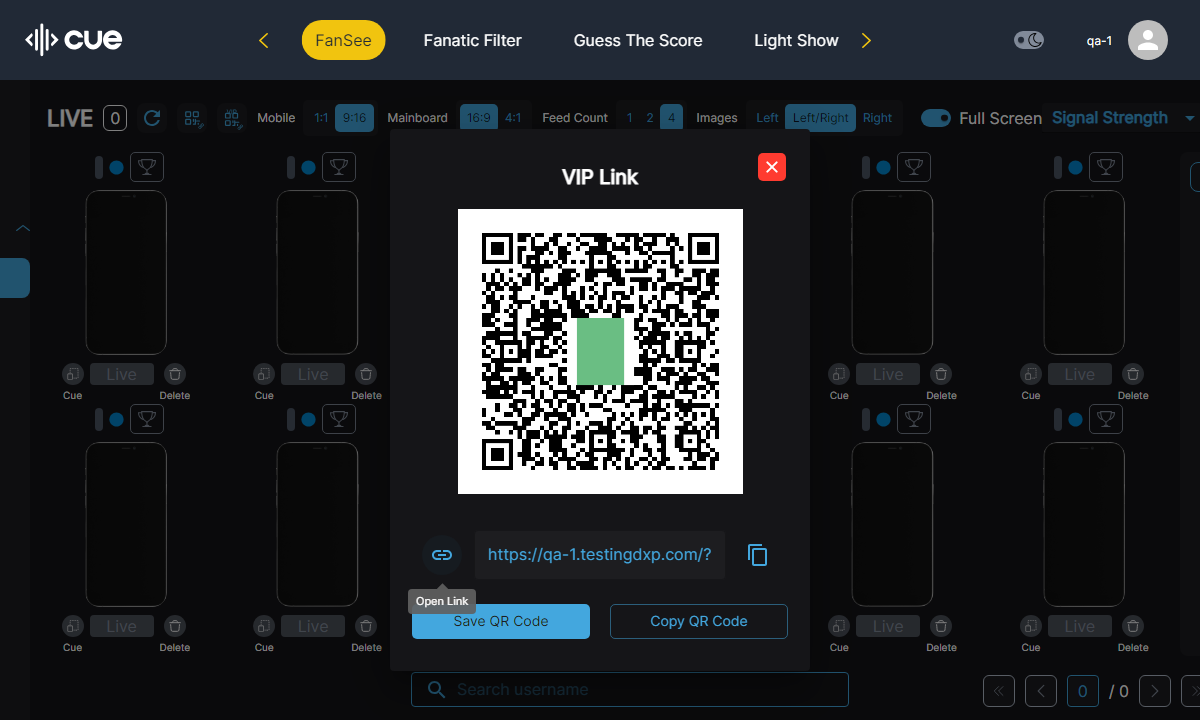 cue
FanSee
Fanatic Filter
Guess The Score
Light Show
qa-1
LIVE 0
Mobile 1:1 9:16
Mainboard 16:9 4:1
Feed Count 1 2 4
Images Left Left/Right Right
Full Screen
Signal Strength
VIP Link
Live Live Live Live
Cue Delete Cue Delete Cue Delete Cue Delete
https://qa-1.testingdxp.com/?
Open Link
Save QR Code
Copy QR Code
Live Live Live Live
Cue Delete Cue Delete Cue Delete Cue Delete
Search username
0 / 0